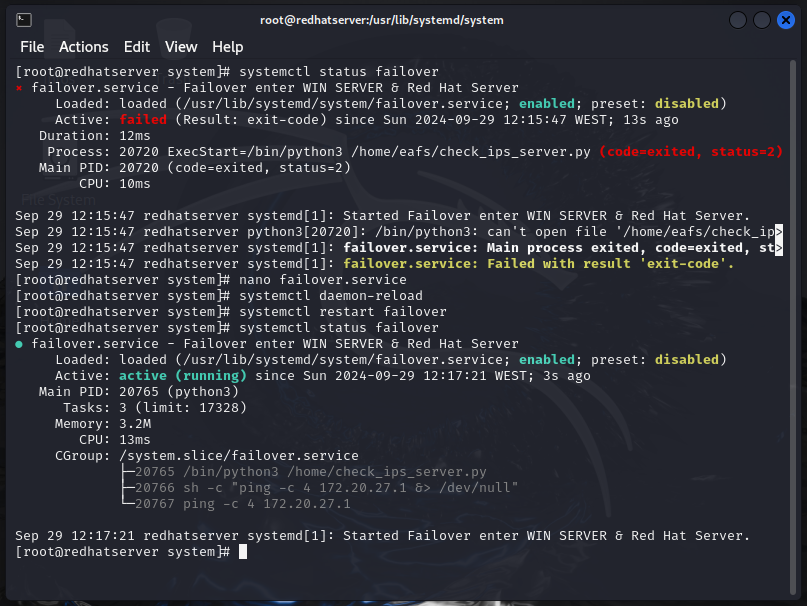 root@redhatserver:/usr/lib/systemd/system
File Actions Edit View Help
[root@redhatserver system]# systemctl status failover
× failover.service - Failover enter WIN SERVER & Red Hat Server
Loaded: loaded (/usr/lib/systemd/system/failover.service; enabled; preset: disabled)
Active: failed (Result: exit-code) since Sun 2024-09-29 12:15:47 WEST; 13s ago
Duration: 12ms
Process: 20720 ExecStart=/bin/python3 /home/eafs/check_ips_server.py (code=exited, status=2)
Main PID: 20720 (code=exited, status=2)
CPU: 10ms
File System
Sep 29 12:15:47 redhatserver systemd[1]: Started Failover enter WIN SERVER & Red Hat Server.
Sep 29 12:15:47 redhatserver python3[20720]: /bin/python3: can't open file '/home/eafs/check_ip>
Sep 29 12:15:47 redhatserver systemd[1]: failover.service: Main process exited, code=exited, st>
Sep 29 12:15:47 redhatserver systemd[1]: failover.service: Failed with result 'exit-code'.
[root@redhatserver system]# nano failover.service
[root@redhatserver system]# systemctl daemon-reload
[root@redhatserver system]# systemctl restart failover
[root@redhatserver system]# systemctl status failover
● failover.service - Failover enter WIN SERVER & Red Hat Server
Loaded: loaded (/usr/lib/systemd/system/failover.service; enabled; preset: disabled)
Active: active (running) since Sun 2024-09-29 12:17:21 WEST; 3s ago
Main PID: 20765 (python3)
Tasks: 3 (limit: 17328)
Memory: 3.2M
CPU: 13ms
CGroup: /system.slice/failover.service
├─20765 /bin/python3 /home/check_ips_server.py
├─20766 sh -c "ping -c 4 172.20.27.1 &> /dev/null"
└─20767 ping -c 4 172.20.27.1
Sep 29 12:17:21 redhatserver systemd[1]: Started Failover enter WIN SERVER & Red Hat Server.
[root@redhatserver system]#